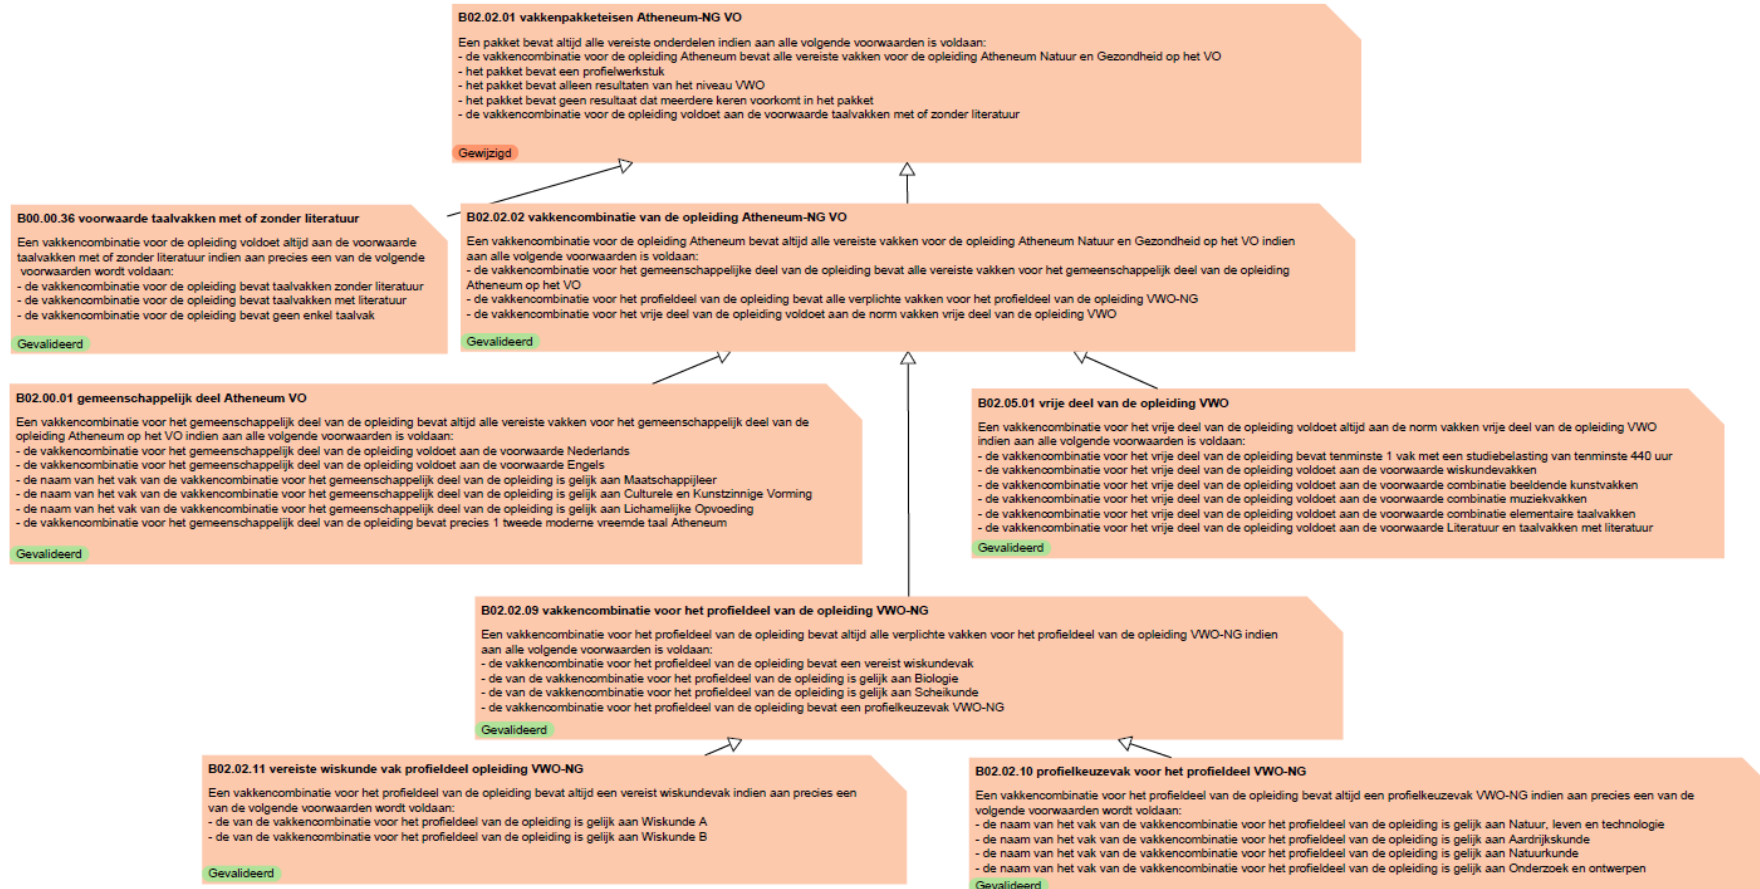 B02.02.01 vakkenpakketeisen Atheneum-NG VO
Een pakket bevat altijd alle vereiste onderdelen indien aan alle volgende voorwaarden is voldaan:
- de vakkencombinatie voor de opleiding Atheneum bevat alle vereiste vakken voor de opleiding Atheneum Natuur en Gezondheid op het VO
- het pakket bevat een profielwerkstuk
- het pakket bevat alleen resultaten van het niveau VWO
- het pakket bevat geen resultaat dat meerdere keren voorkomt in het pakket
- de vakkencombinatie voor de opleiding voldoet aan de voorwaarde taalvakken met of zonder literatuur
Gewijzigd
B00.00.36 voorwaarde taalvakken met of zonder literatuur
Een vakkencombinatie voor de opleiding voldoet altijd aan de voorwaarde
taalvakken met of zonder literatuur indien aan precies een van de volgende
voorwaarden wordt voldaan:
- de vakkencombinatie voor de opleiding bevat taalvakken zonder literatuur
- de vakkencombinatie voor de opleiding bevat taalvakken met literatuur
- de vakkencombinatie voor de opleiding bevat geen enkel taalvak
Gevalideerd
B02.02.02 vakkencombinatie van de opleiding Atheneum-NG VO
Een vakkencombinatie voor de opleiding Atheneum bevat altijd alle vereiste vakken voor de opleiding Atheneum Natuur en Gezondheid op het VO indien
aan alle volgende voorwaarden is voldaan:
- de vakkencombinatie voor het gemeenschappelijke deel van de opleiding bevat alle vereiste vakken voor het gemeenschappelijk deel van de opleiding
Atheneum op het VO
- de vakkencombinatie voor het profieldeel van de opleiding bevat alle verplichte vakken voor het profieldeel van de opleiding VWO-NG
- de vakkencombinatie voor het vrije deel van de opleiding voldoet aan de norm vakken vrije deel van de opleiding VWO
Gevalideerd
B02.00.01 gemeenschappelijk deel Atheneum VO
Een vakkencombinatie voor het gemeenschappelijk deel van de opleiding bevat altijd alle vereiste vakken voor het gemeenschappelijk deel van de
opleiding Atheneum op het VO indien aan alle volgende voorwaarden is voldaan:
- de vakkencombinatie voor het gemeenschappelijk deel van de opleiding voldoet aan de voorwaarde Nederlands
- de vakkencombinatie voor het gemeenschappelijk deel van de opleiding voldoet aan de voorwaarde Engels
- de naam van het vak van de vakkencombinatie voor het gemeenschappelijk deel van de opleiding is gelijk aan Maatschappijleer
- de naam van het vak van de vakkencombinatie voor het gemeenschappelijk deel van de opleiding is gelijk aan Culturele en Kunstzinnige Vorming
- de naam van het vak van de vakkencombinatie voor het gemeenschappelijk deel van de opleiding is gelijk aan Lichamelijke Opvoeding
- de vakkencombinatie voor het gemeenschappelijk deel van de opleiding bevat precies 1 tweede moderne vreemde taal Atheneum
Gevalideerd
B02.05.01 vrije deel van de opleiding VWO
Een vakkencombinatie voor het vrije deel van de opleiding voldoet altijd aan de norm vakken vrije deel van de opleiding VWO
indien aan alle volgende voorwaarden is voldaan:
- de vakkencombinatie voor het vrije deel van de opleiding bevat tenminste 1 vak met een studiebelasting van tenminste 440 uur
- de vakkencombinatie voor het vrije deel van de opleiding voldoet aan de voorwaarde wiskundevakken
- de vakkencombinatie voor het vrije deel van de opleiding voldoet aan de voorwaarde combinatie beeldende kunstvakken
- de vakkencombinatie voor het vrije deel van de opleiding voldoet aan de voorwaarde combinatie muziekvakken
- de vakkencombinatie voor het vrije deel van de opleiding voldoet aan de voorwaarde combinatie elementaire taalvakken
- de vakkencombinatie voor het vrije deel van de opleiding voldoet aan de voorwaarde Literatuur en taalvakken met literatuur
Gevalideerd
B02.02.09 vakkencombinatie voor het profieldeel van de opleiding VWO-NG
Een vakkencombinatie voor het profieldeel van de opleiding bevat altijd alle verplichte vakken voor het profieldeel van de opleiding VWO-NG indien
aan alle volgende voorwaarden is voldaan:
- de vakkencombinatie voor het profieldeel van de opleiding bevat een vereist wiskundevak
- de van de vakkencombinatie voor het profieldeel van de opleiding is gelijk aan Biologie
- de van de vakkencombinatie voor het profieldeel van de opleiding is gelijk aan Scheikunde
- de vakkencombinatie voor het profieldeel van de opleiding bevat een profielkeuzevak VWO-NG
Gevalideerd
B02.02.11 vereiste wiskunde vak profieldeel opleiding VWO-NG
Een vakkencombinatie voor het profieldeel van de opleiding bevat altijd een vereist wiskundevak indien aan precies een
van de volgende voorwaarden wordt voldaan:
- de van de vakkencombinatie voor het profieldeel van de opleiding is gelijk aan Wiskunde A
- de van de vakkencombinatie voor het profieldeel van de opleiding is gelijk aan Wiskunde B
Gevalideerd
B02.02.10 profielkeuzevak voor het profieldeel VWO-NG
Een vakkencombinatie voor het profieldeel van de opleiding bevat altijd een profielkeuzevak VWO-NG indien aan precies een van de
volgende voorwaarden wordt voldaan:
- de naam van het vak van de vakkencombinatie voor het profieldeel van de opleiding is gelijk aan Natuur, leven en technologie
- de naam van het vak van de vakkencombinatie voor het profieldeel van de opleiding is gelijk aan Aardrijkskunde
- de naam van het vak van de vakkencombinatie voor het profieldeel van de opleiding is gelijk aan Natuurkunde
- de naam van het vak van de vakkencombinatie voor het profieldeel van de opleiding is gelijk aan Onderzoek en ontwerpen
Gevalideerd